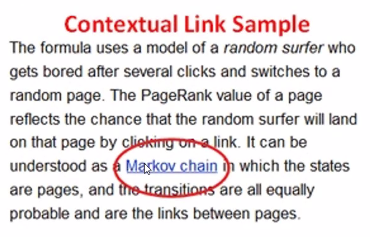 Contextual Link Sample
The formula uses a model of a random surfer who
gets bored after several clicks and switches to a
random page. The PageRank value of a page
reflects the chance that the random surfer will land
on that page by clicking on a link. It can be
understood as a Markov chain in which the states
are pages, and the transitions are all equally
probable and are the links between pages.